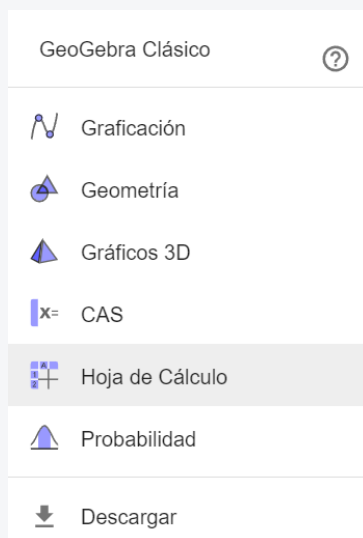 GeoGebra Clásico
Graficación
Geometría
Gráficos 3D
X= CAS
Hoja de Cálculo
Probabilidad
Descargar